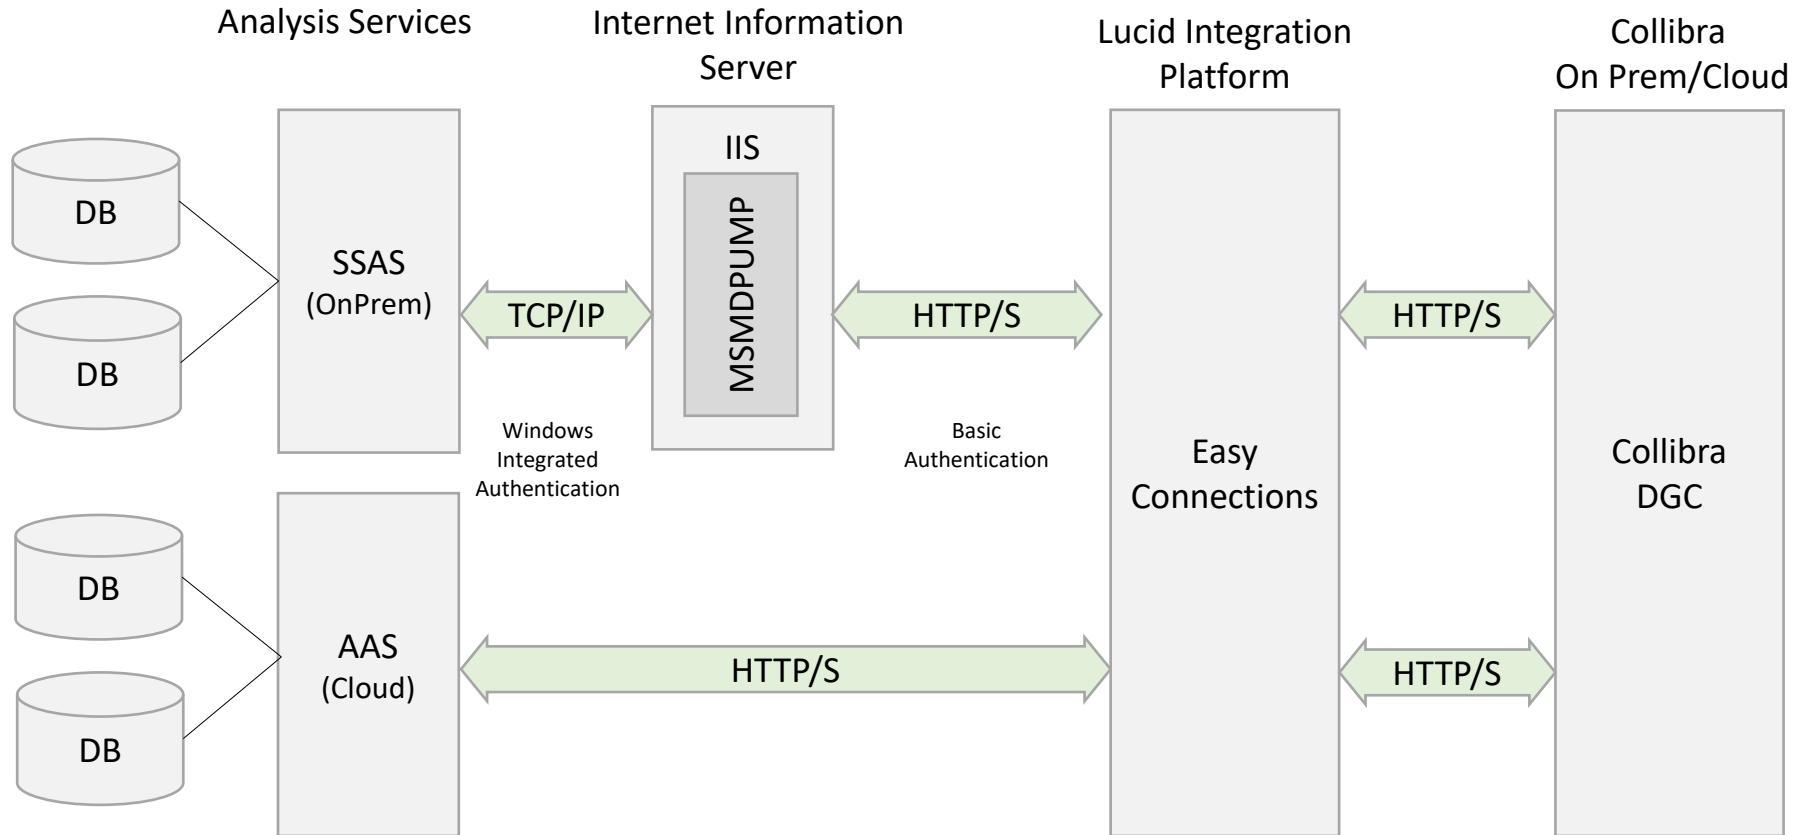 Analysis Services
Internet Information
Server
Lucid Integration
Platform
Collibra
On Prem/Cloud
DB
DB
SSAS
(OnPrem)
TCP/IP
IIS
MSMDPUMP
HTTP/S
HTTP/S
Windows
Integrated
Authentication
Basic
Authentication
Easy
Connections
Collibra
DGC
DB
DB
AAS
(Cloud)
HTTP/S
HTTP/S